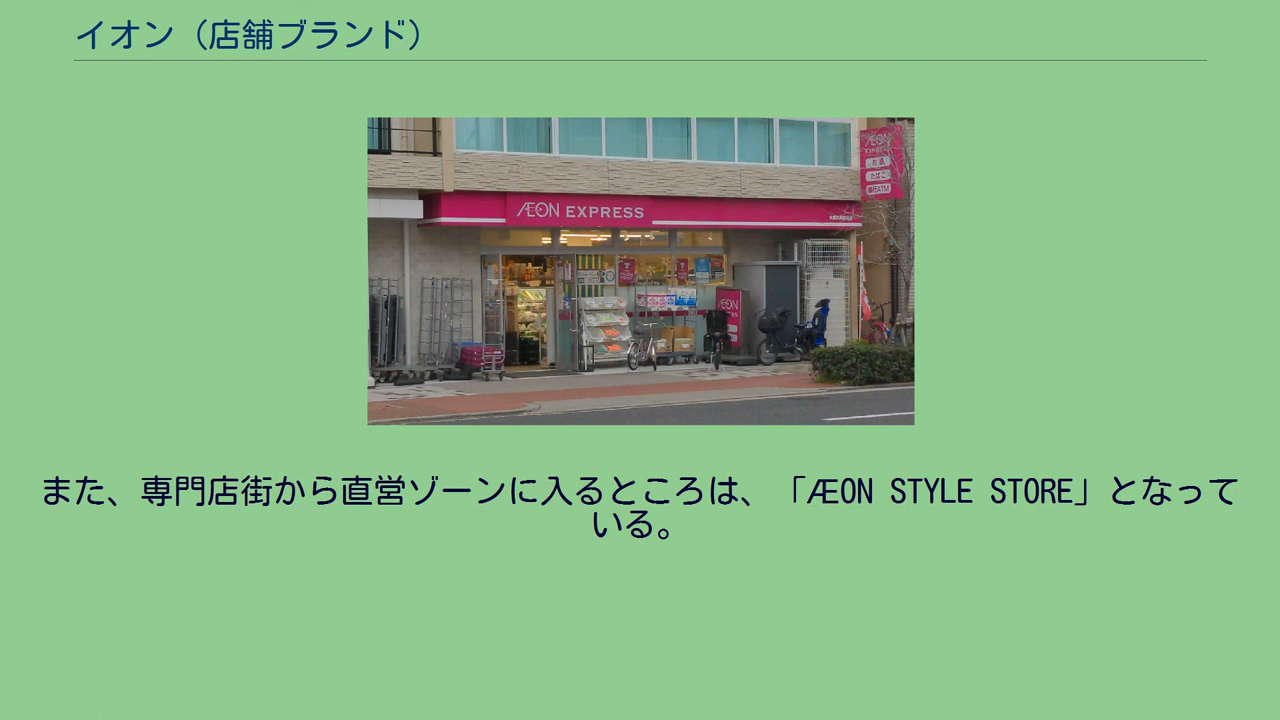 イオン（店舗ブランド）
ÆON EXPRESS
ÆON
お酒
たばこ
銀行ATM
ÆON
また、専門店街から直営ゾーンに入るところは、「ÆON STYLE STORE」となって
いる。